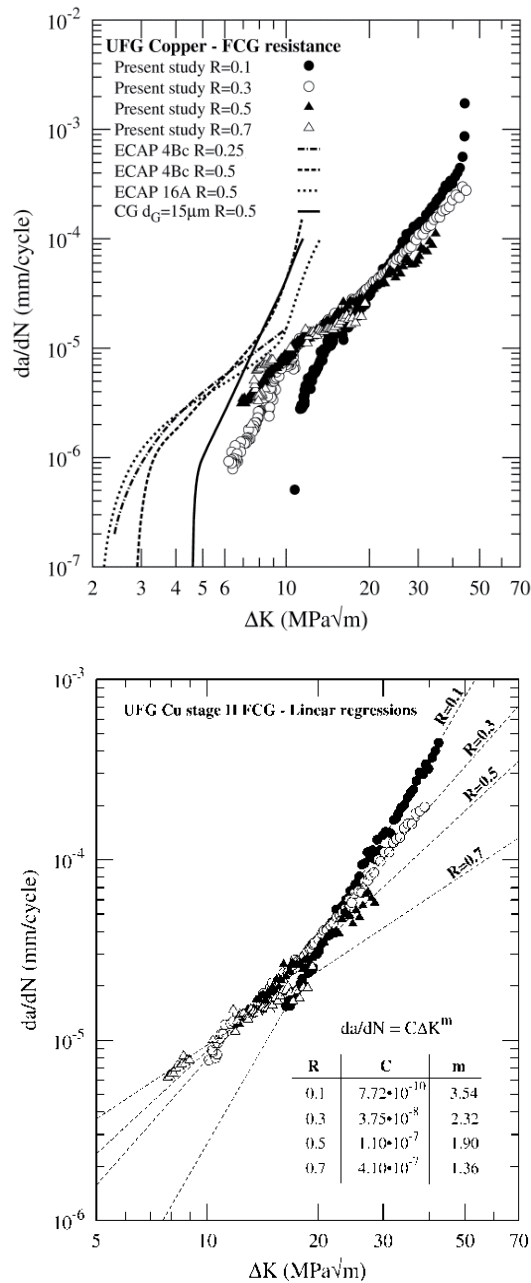 10⁻²
UFG Copper - FCG resistance
Present study R=0.1
Present study R=0.3
Present study R=0.5
Present study R=0.7
ECAP 4Bc R=0.25
ECAP 4Bc R=0.5
ECAP 16A R=0.5
CG d_G=15μm R=0.5
10⁻³
10⁻⁴
10⁻⁵
10⁻⁶
10⁻⁷
da/dN (mm/cycle)
2 3 4 5 6 10 20 30 40 50 70
ΔK (MPa√m)
10⁻³
UFG Cu stage II FCG - Linear regressions
R=0.1
R=0.3
R=0.5
R=0.7
10⁻⁴
10⁻⁵
10⁻⁶
da/dN (mm/cycle)
da/dN = CΔK^m
R C m
0.1 7.72•10⁻¹⁰ 3.54
0.3 3.75•10⁻⁸ 2.32
0.5 1.10•10⁻⁷ 1.90
0.7 4.10•10⁻⁷ 1.36
5 10 20 30 40 50 70
ΔK (MPa√m)